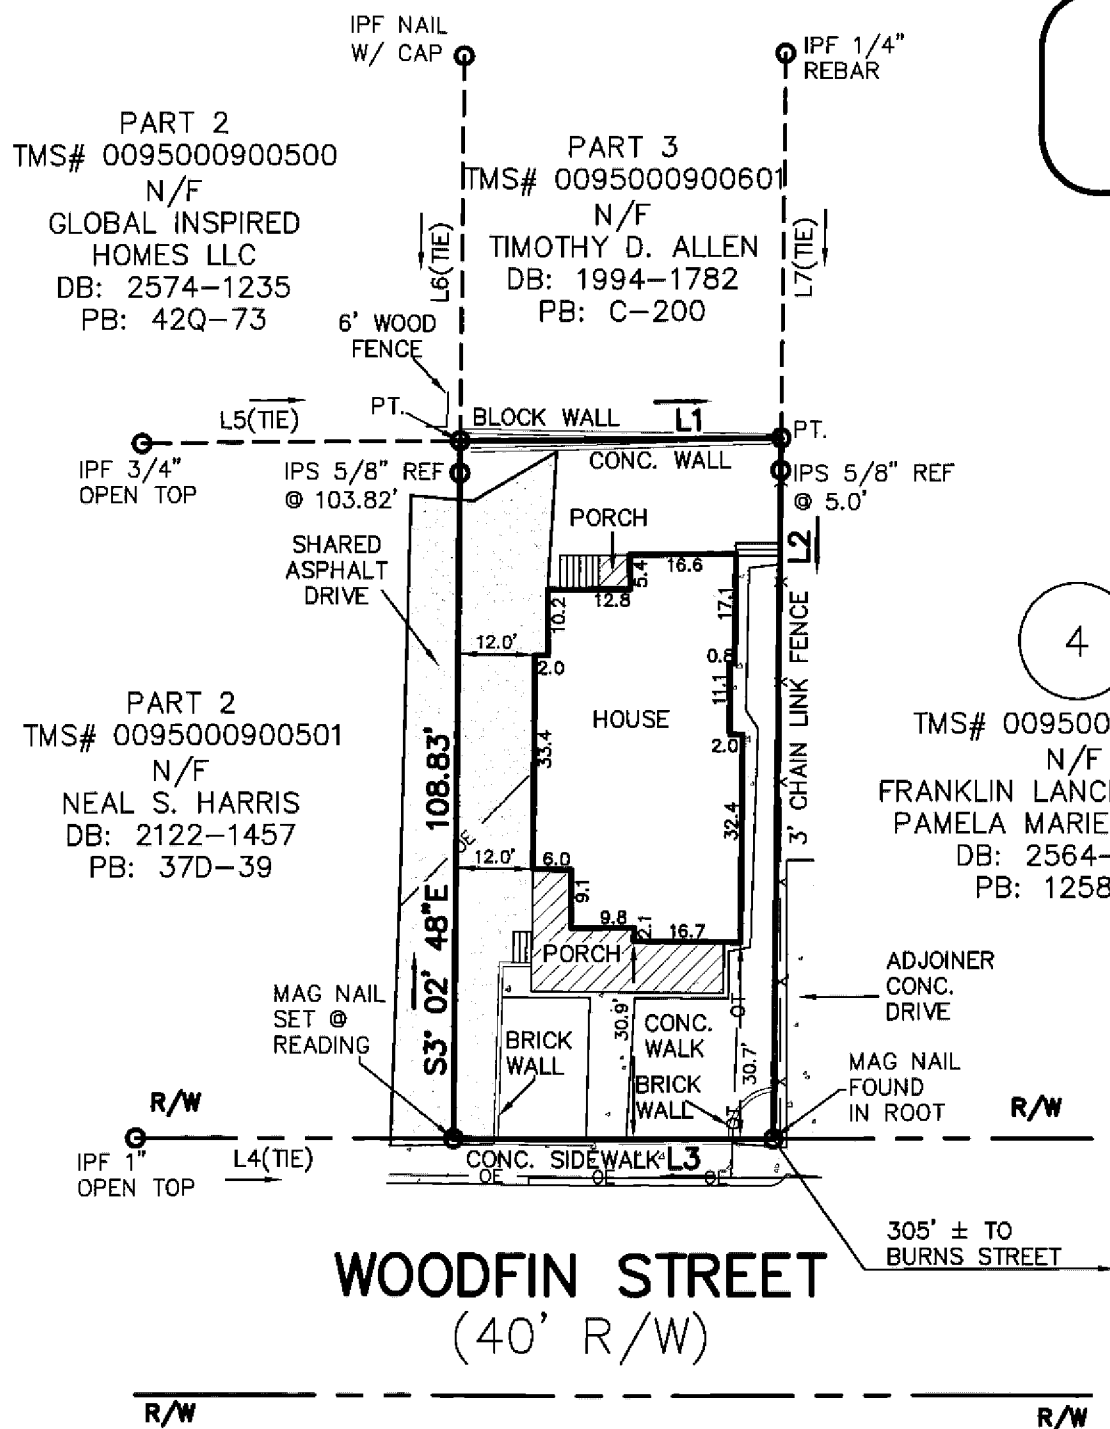 IPF NAIL
W/ CAP
IPF 1/4"
REBAR
PART 2
TMS# 0095000900500
N/F
GLOBAL INSPIRED
HOMES LLC
DB: 2574-1235
PB: 42Q-73
PART 3
TMS# 0095000900601
N/F
TIMOTHY D. ALLEN
DB: 1994-1782
PB: C-200
L6(TIE)
L7(TIE)
6' WOOD
FENCE
L5(TIE)
PT.
BLOCK WALL
L1
PT.
CONC. WALL
IPF 3/4"
OPEN TOP
IPS 5/8" REF
@ 103.82'
IPS 5/8" REF
@ 5.0'
L2
PORCH
SHARED
ASPHALT
DRIVE
5.4
16.6
12.8
10.2
17.1
12.0'
2.0
0.8
11.1
HOUSE
2.0
33.4
32.4
3' CHAIN LINK FENCE
4
PART 2
TMS# 0095000900501
N/F
NEAL S. HARRIS
DB: 2122-1457
PB: 37D-39
TMS# 00950
N/F
FRANKLIN LANC
PAMELA MARIE
DB: 2564-
PB: 1258
S3° 02' 48"E 108.83'
OE
12.0'
6.0
9.1
9.8
2.1
16.7
PORCH
ADJOINER
CONC.
DRIVE
MAG NAIL
SET @
READING
BRICK
WALL
30.9'
CONC.
WALK
OT
30.7'
BRICK
WALL
OT
MAG NAIL
FOUND
IN ROOT
R/W
R/W
IPF 1"
OPEN TOP
L4(TIE)
CONC. SIDEWALK
L3
OE
OE
OE
305' ± TO
BURNS STREET
WOODFIN STREET
(40' R/W)
R/W
R/W